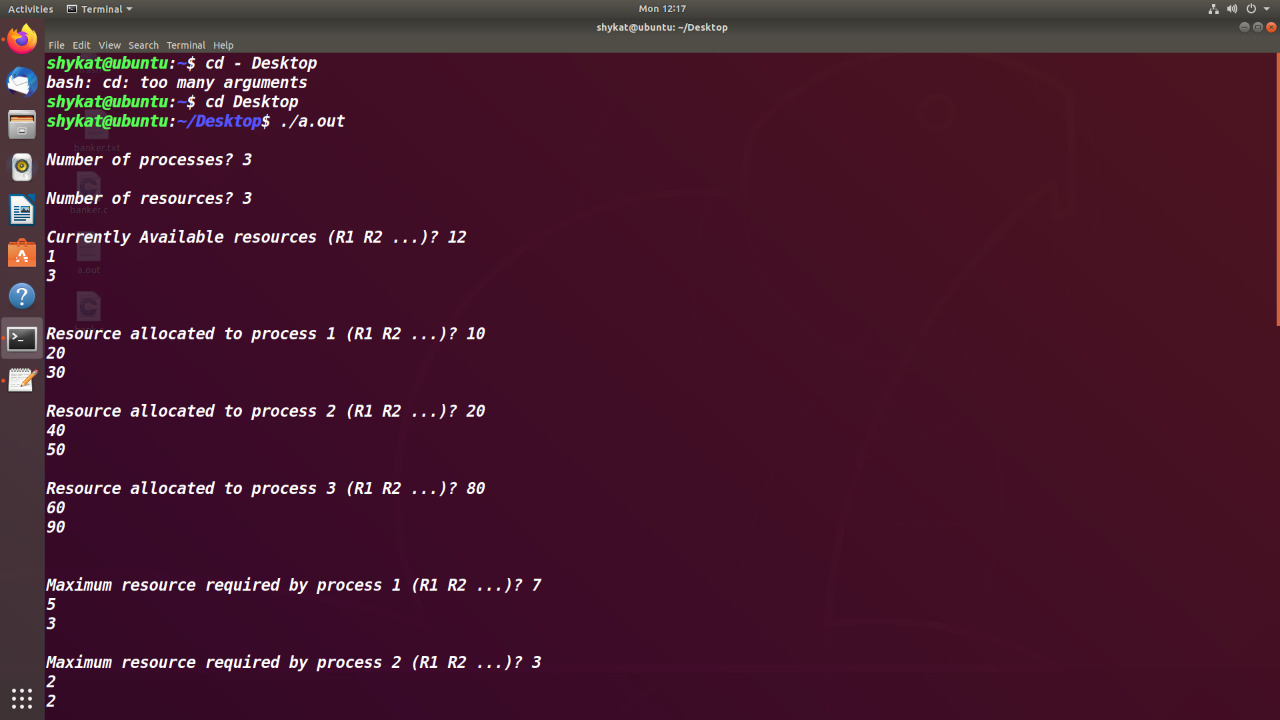 Activities Terminal Mon 12:17
shykat@ubuntu: ~/Desktop
File Edit View Search Terminal Help
shykat@ubuntu:~$ cd - Desktop
bash: cd: too many arguments
shykat@ubuntu:~$ cd Desktop
shykat@ubuntu:~/Desktop$ ./a.out
banker.txt
Number of processes? 3
Number of resources? 3
banker.c
Currently Available resources (R1 R2 ...)? 12
1
a.out
3
Resource allocated to process 1 (R1 R2 ...)? 10
20
30
Resource allocated to process 2 (R1 R2 ...)? 20
40
50
Resource allocated to process 3 (R1 R2 ...)? 80
60
90
Maximum resource required by process 1 (R1 R2 ...)? 7
5
3
Maximum resource required by process 2 (R1 R2 ...)? 3
2
2